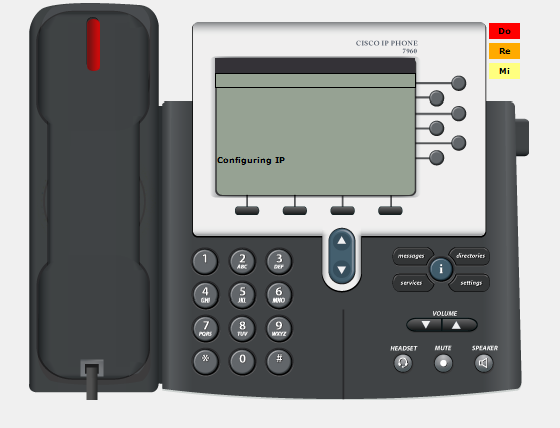 Do
CISCO IP PHONE
7960
Re
Mi
Configuring IP
messages
directories
i
services
settings
1
2
ABC
3
DEF
4
GHI
5
JKL
6
MNO
7
PQRS
8
TUV
9
WXYZ
*
0
#
VOLUME
HEADSET
MUTE
SPEAKER